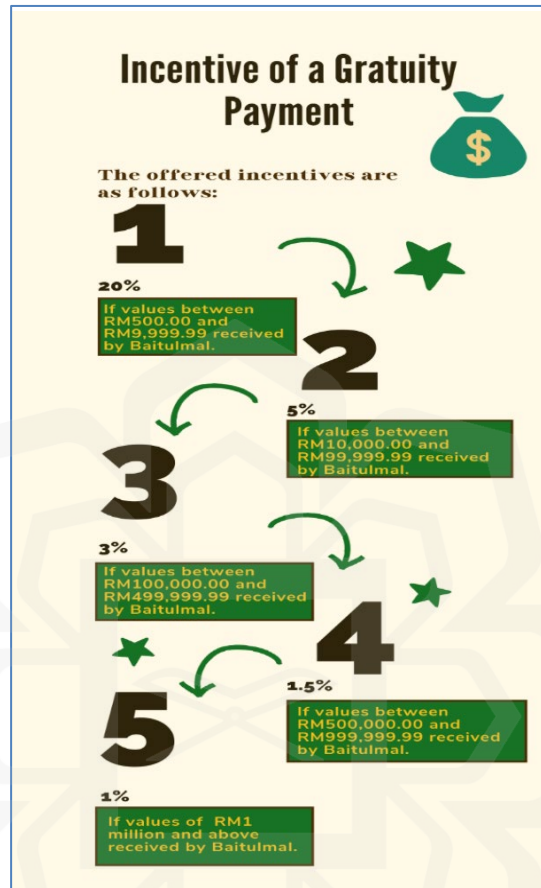 Incentive of a Gratuity
Payment
$
The offered incentives are
as follows:
1
20%
If values between
RM500.00 and
RM9,999.99 received
by Baitulmal.
2
5%
If values between
RM10,000.00 and
RM99,999.99 received
by Baitulmal.
3
3%
If values between
RM100,000.00 and
RM499,999.99 received
by Baitulmal.
4
1.5%
If values between
RM500,000.00 and
RM999,999.99 received
by Baitulmal.
5
1%
If values of RM1
million and above
received by Baitulmal.